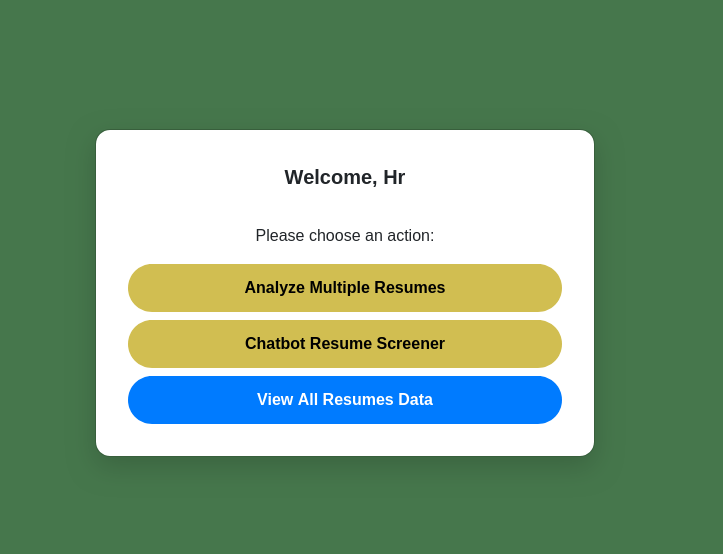 Welcome, Hr
Please choose an action:
Analyze Multiple Resumes
Chatbot Resume Screener
View All Resumes Data